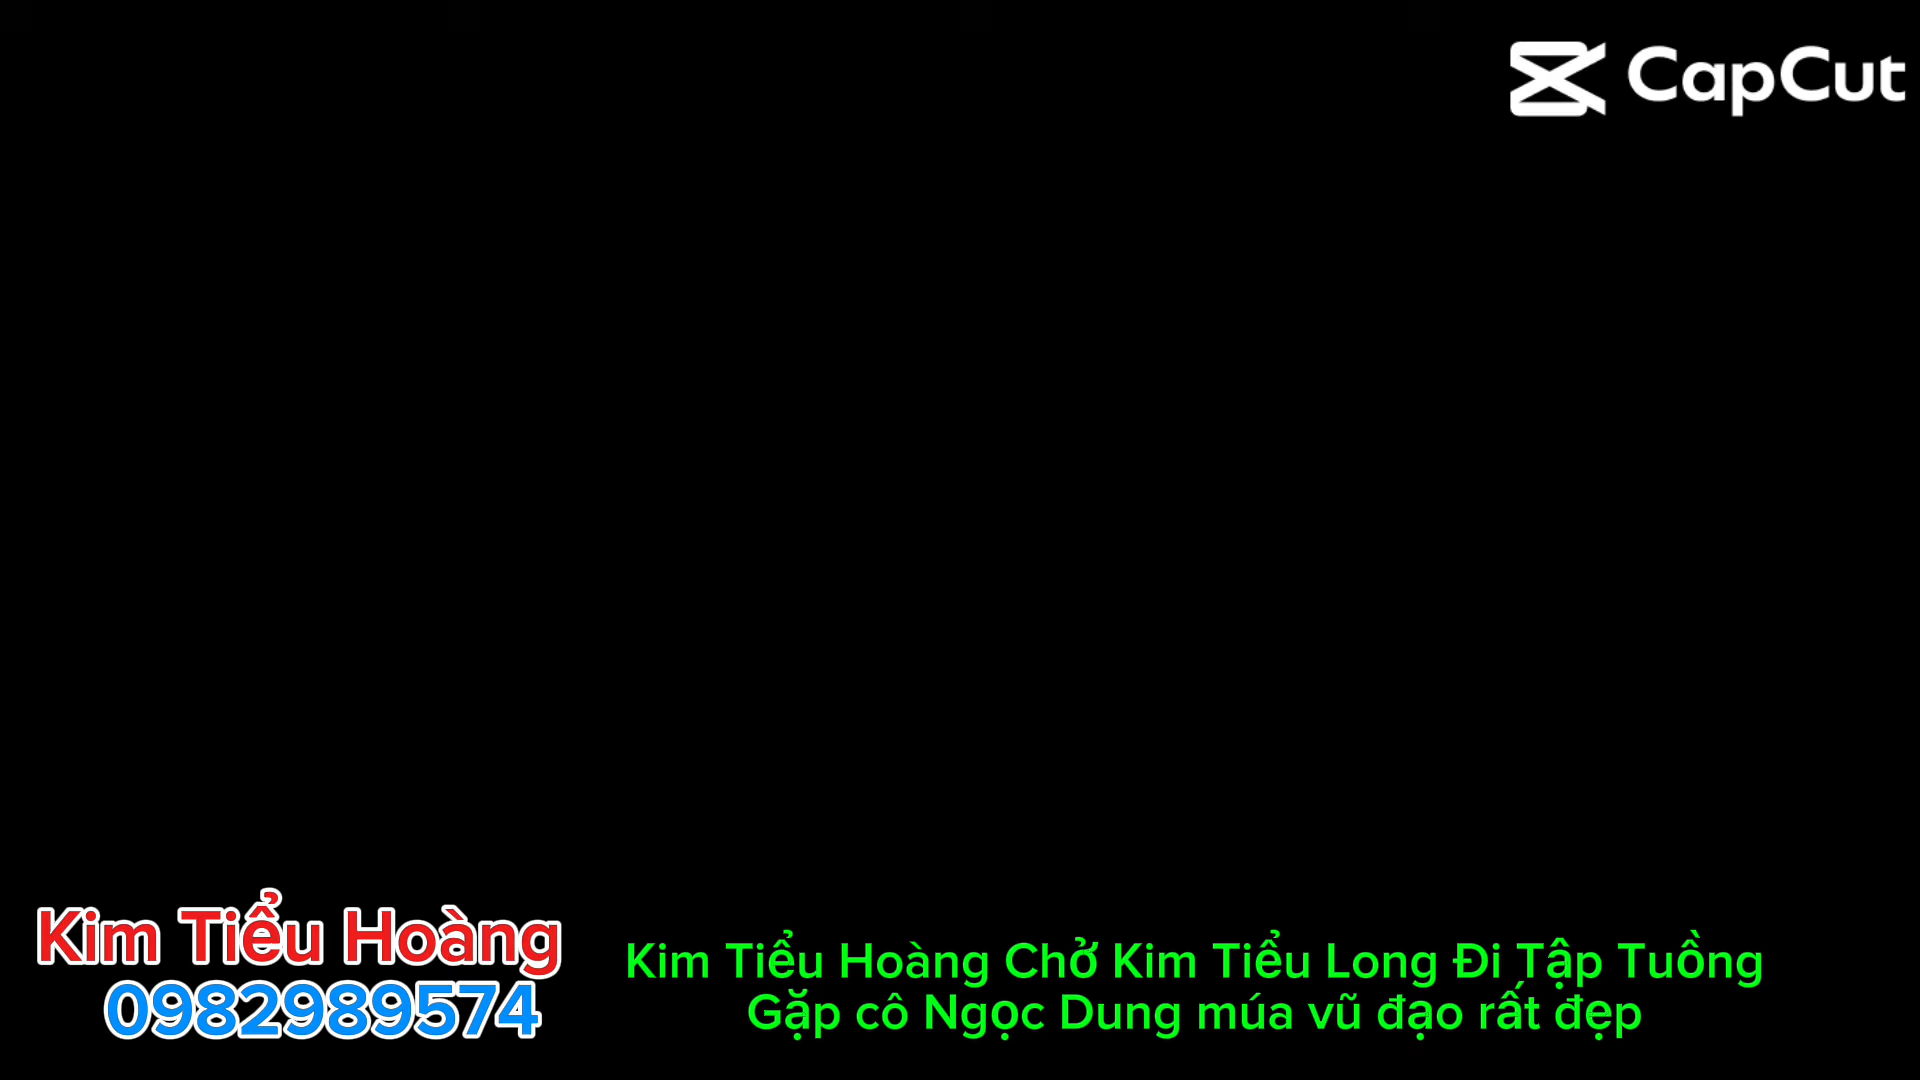 CapCut
Kim Tiểu Hoàng
0982989574
Kim Tiểu Hoàng Chở Kim Tiểu Long Đi Tập Tuồng
Gặp cô Ngọc Dung múa vũ đạo rất đẹp